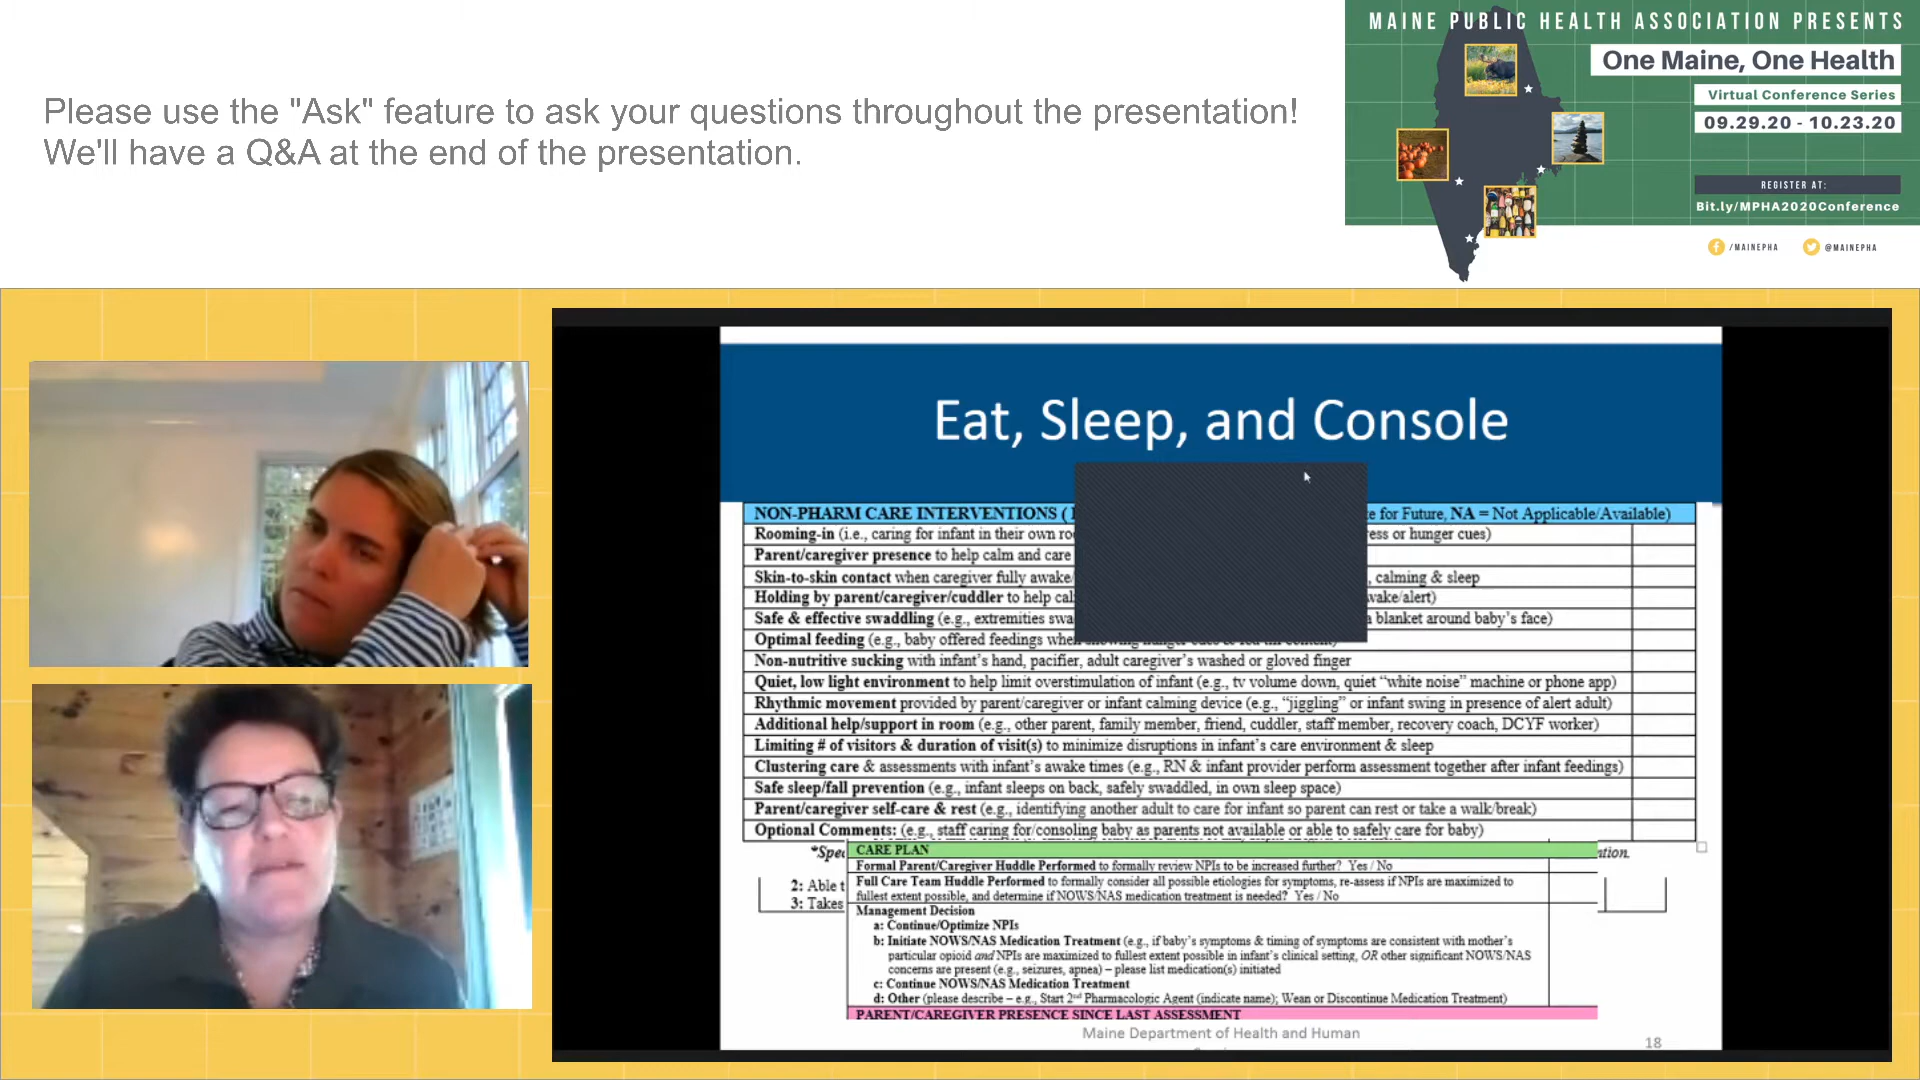 Please use the "Ask" feature to ask your questions throughout the presentation!
We'll have a Q&A at the end of the presentation.
MAINE PUBLIC HEALTH ASSOCIATION PRESENTS
One Maine, One Health
Virtual Conference Series
09.29.20 - 10.23.20
REGISTER AT:
Bit.ly/MPHA2020Conference
/MAINEPHA @MAINEPHA
Eat, Sleep, and Console
NON-PHARM CARE INTERVENTIONS ( for Future, NA = Not Applicable/Available)
Rooming-in (i.e., caring for infant in their own or hunger cues)
Parent/caregiver presence to help calm and care
Skin-to-skin contact when caregiver fully awake/ , calming & sleep
Holding by parent/caregiver/cuddler to help
Safe & effective swaddling (e.g., extremities blanket around baby's face)
Optimal feeding (e.g., baby offered feedings
Non-nutritive sucking with infant's hand, pacifier, adult caregiver's washed or gloved finger
Quiet, low light environment to help limit overstimulation of infant (e.g., tv volume down, quiet “white noise” machine or phone app)
Rhythmic movement provided by parent/caregiver or infant calming device (e.g., “jiggling” or infant swing in presence of alert adult)
Additional help/support in room (e.g., other parent, family member, friend, cuddler, staff member, recovery coach, DCYF worker)
Limiting # of visitors & duration of visit(s) to minimize disruptions in infant's care environment & sleep
Clustering care & assessments with infant's awake times (e.g., RN & infant provider perform assessment together after infant feedings)
Safe sleep/fall prevention (e.g., infant sleeps on back, safely swaddled, in own sleep space)
Parent/caregiver self-care & rest (e.g., identifying another adult to care for infant so parent can rest or take a walk/break)
Optional Comments: (e.g., staff caring for/consoling baby as parents not available or able to safely care for baby)
CARE PLAN
Formal Parent/Caregiver Huddle Performed to formally review NPIs to be increased further? Yes / No
2: Able
Full Care Team Huddle Performed to formally consider all possible etiologies for symptoms, re-assess if NPIs are maximized to
fullest extent possible, and determine if NOWS/NAS medication treatment is needed? Yes / No
3: Takes
Management Decision
a: Continue/Optimize NPIs
b: Initiate NOWS/NAS Medication Treatment (e.g., if baby's symptoms & timing of symptoms are consistent with mother's
particular opioid and NPIs are maximized to fullest extent possible in infant's clinical setting, OR other significant NOWS/NAS
concerns are present (e.g., seizures, apnea) – please list medication(s) initiated
c: Continue NOWS/NAS Medication Treatment
d: Other (please describe – e.g., Start 2nd Pharmacologic Agent (indicate name); Wean or Discontinue Medication Treatment)
PARENT/CAREGIVER PRESENCE SINCE LAST ASSESSMENT
Maine Department of Health and Human
18